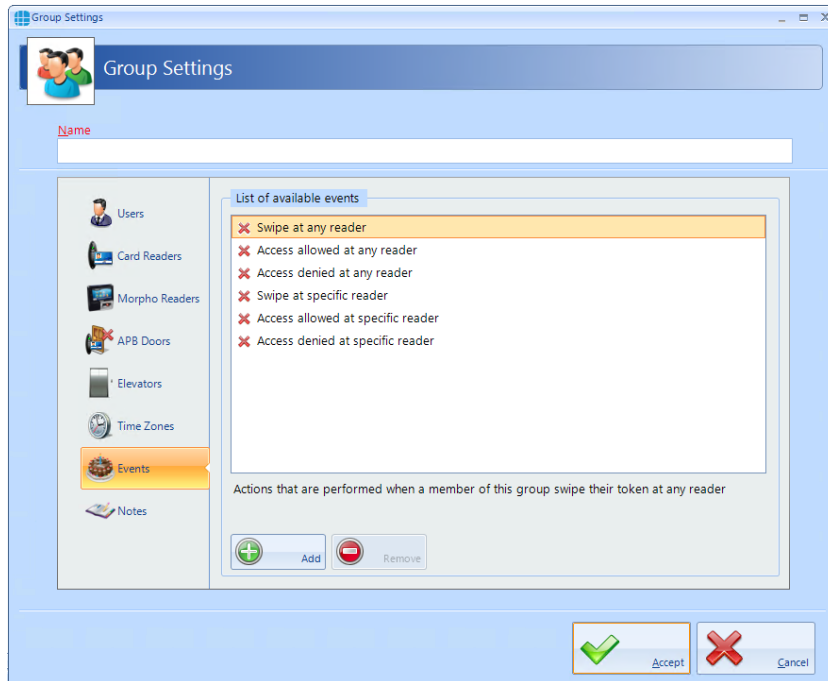 Group Settings
Group Settings
Name
Users
Card Readers
Morpho Readers
APB Doors
Elevators
Time Zones
Events
Notes
List of available events
Swipe at any reader
Access allowed at any reader
Access denied at any reader
Swipe at specific reader
Access allowed at specific reader
Access denied at specific reader
Actions that are performed when a member of this group swipe their token at any reader
Add
Remove
Accept
Cancel